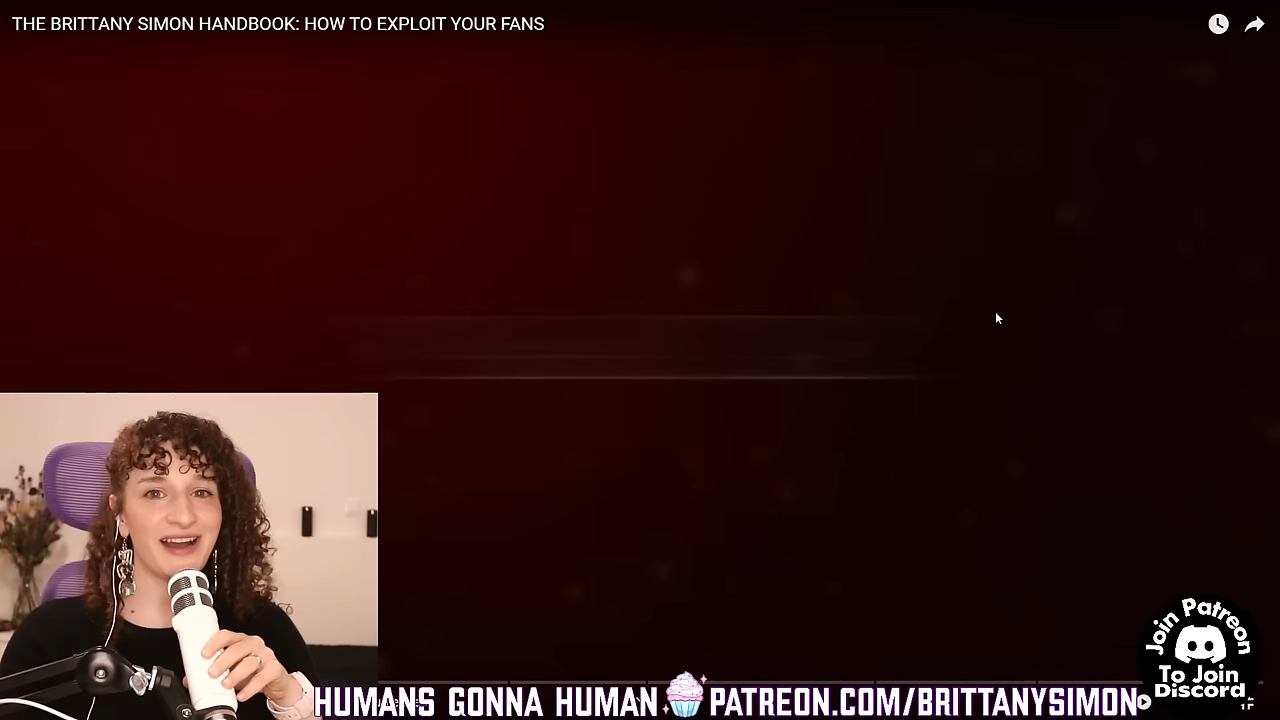 THE BRITTANY SIMON HANDBOOK: HOW TO EXPLOIT YOUR FANS
Join Patreon
To Join
Discord
HUMANS GONNA HUMAN PATREON.COM/BRITTANYSIMON